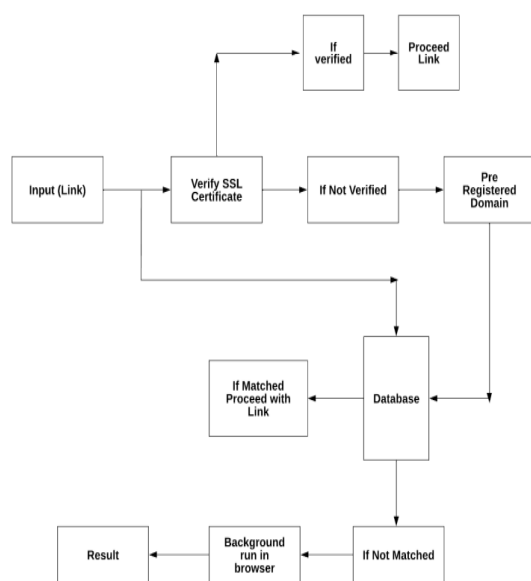 If
verified
Proceed
Link
Input (Link)
Verify SSL
Certificate
If Not Verified
Pre
Registered
Domain
If Matched
Proceed with
Link
Database
Result
Background
run in
browser
If Not Matched